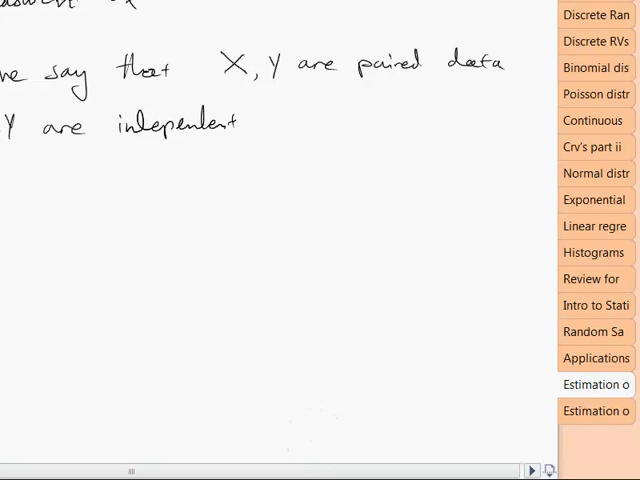 we say that X, Y are paired data
Y are indepenlent
Discrete Ran
Discrete RVs
Binomial dis
Poisson distr
Continuous
Crv's part ii
Normal distr
Exponential
Linear regre
Histograms
Review for
Intro to Stati
Random Sa
Applications
Estimation o
Estimation o